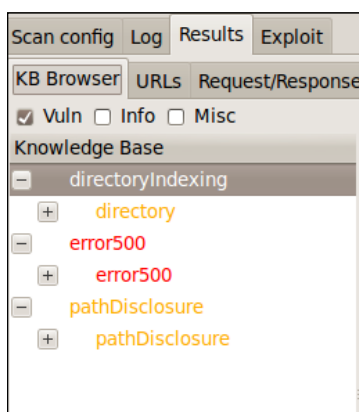 Scan config Log Results Exploit
KB Browser URLs Request/Response
Vuln Info Misc
Knowledge Base
directoryIndexing
directory
error500
error500
pathDisclosure
pathDisclosure